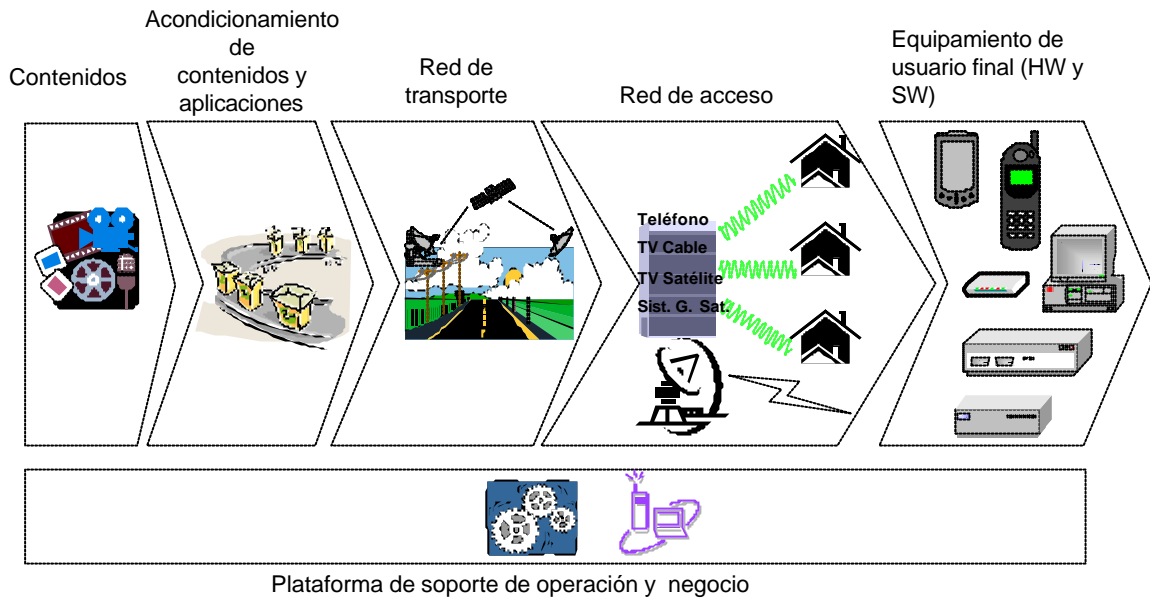 Contenidos
Acondicionamiento
de
contenidos y
aplicaciones
Red de
transporte
Red de acceso
Equipamiento de
usuario final (HW y
SW)
Teléfono
TV Cable
TV Satélite
Sist. G. Sat.
Plataforma de soporte de operación y negocio